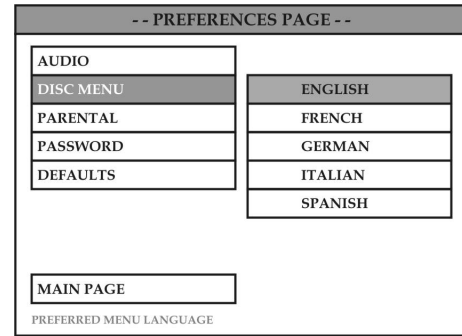 - - PREFERENCES PAGE - -
AUDIO
DISC MENU
PARENTAL
PASSWORD
DEFAULTS
ENGLISH
FRENCH
GERMAN
ITALIAN
SPANISH
MAIN PAGE
PREFERRED MENU LANGUAGE